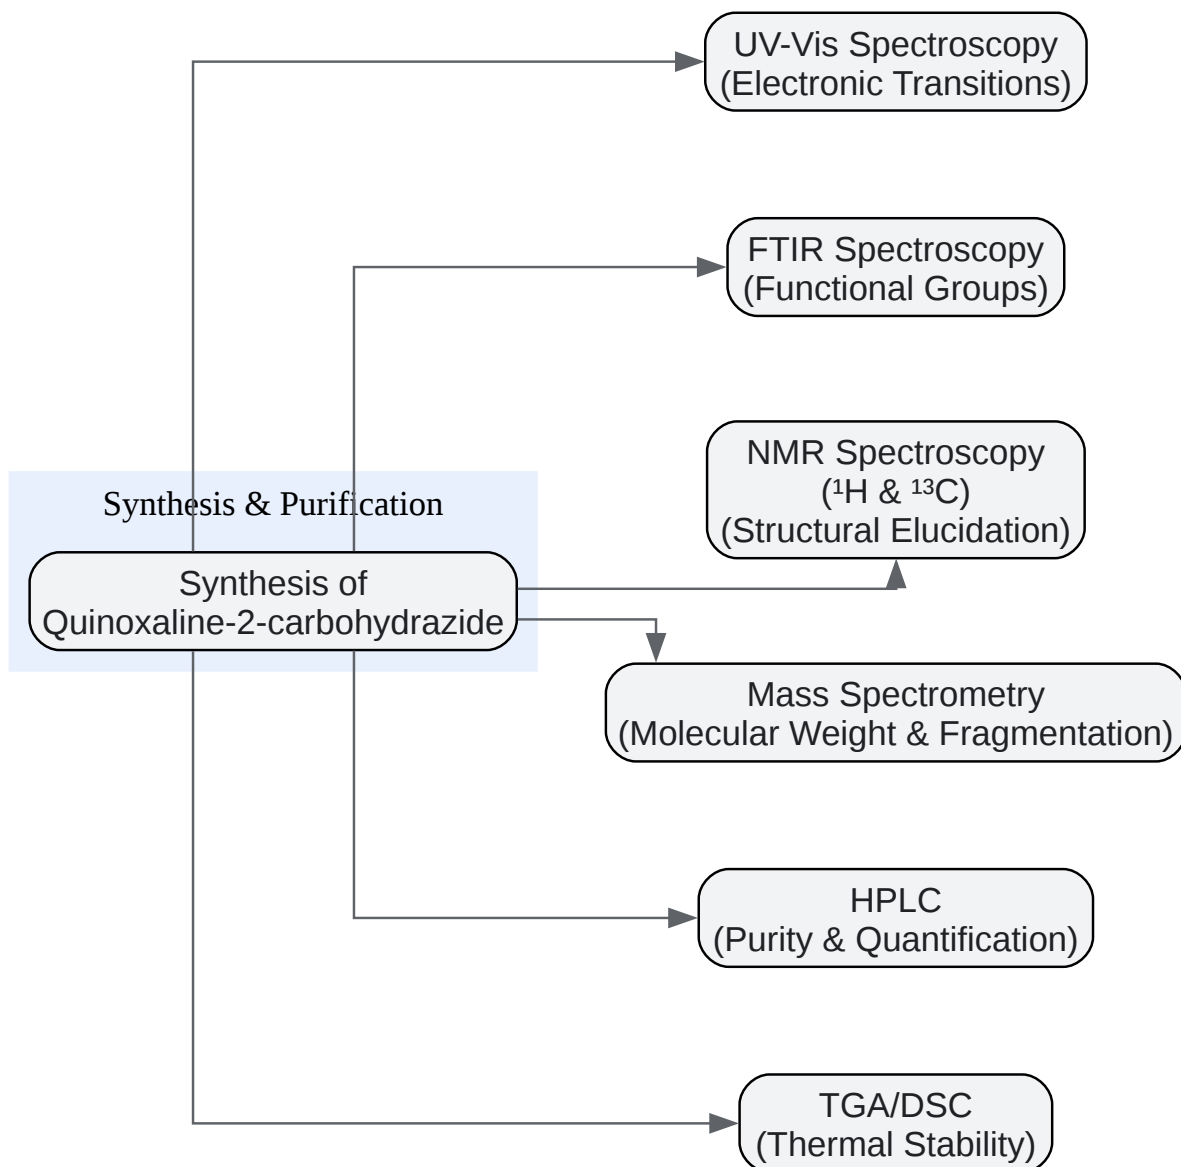 UV-Vis Spectroscopy
(Electronic Transitions)
FTIR Spectroscopy
(Functional Groups)
NMR Spectroscopy
(¹H & ¹³C)
(Structural Elucidation)
Synthesis & Purification
Synthesis of
Quinoxaline-2-carbohydrazide
Mass Spectrometry
(Molecular Weight & Fragmentation)
HPLC
(Purity & Quantification)
TGA/DSC
(Thermal Stability)